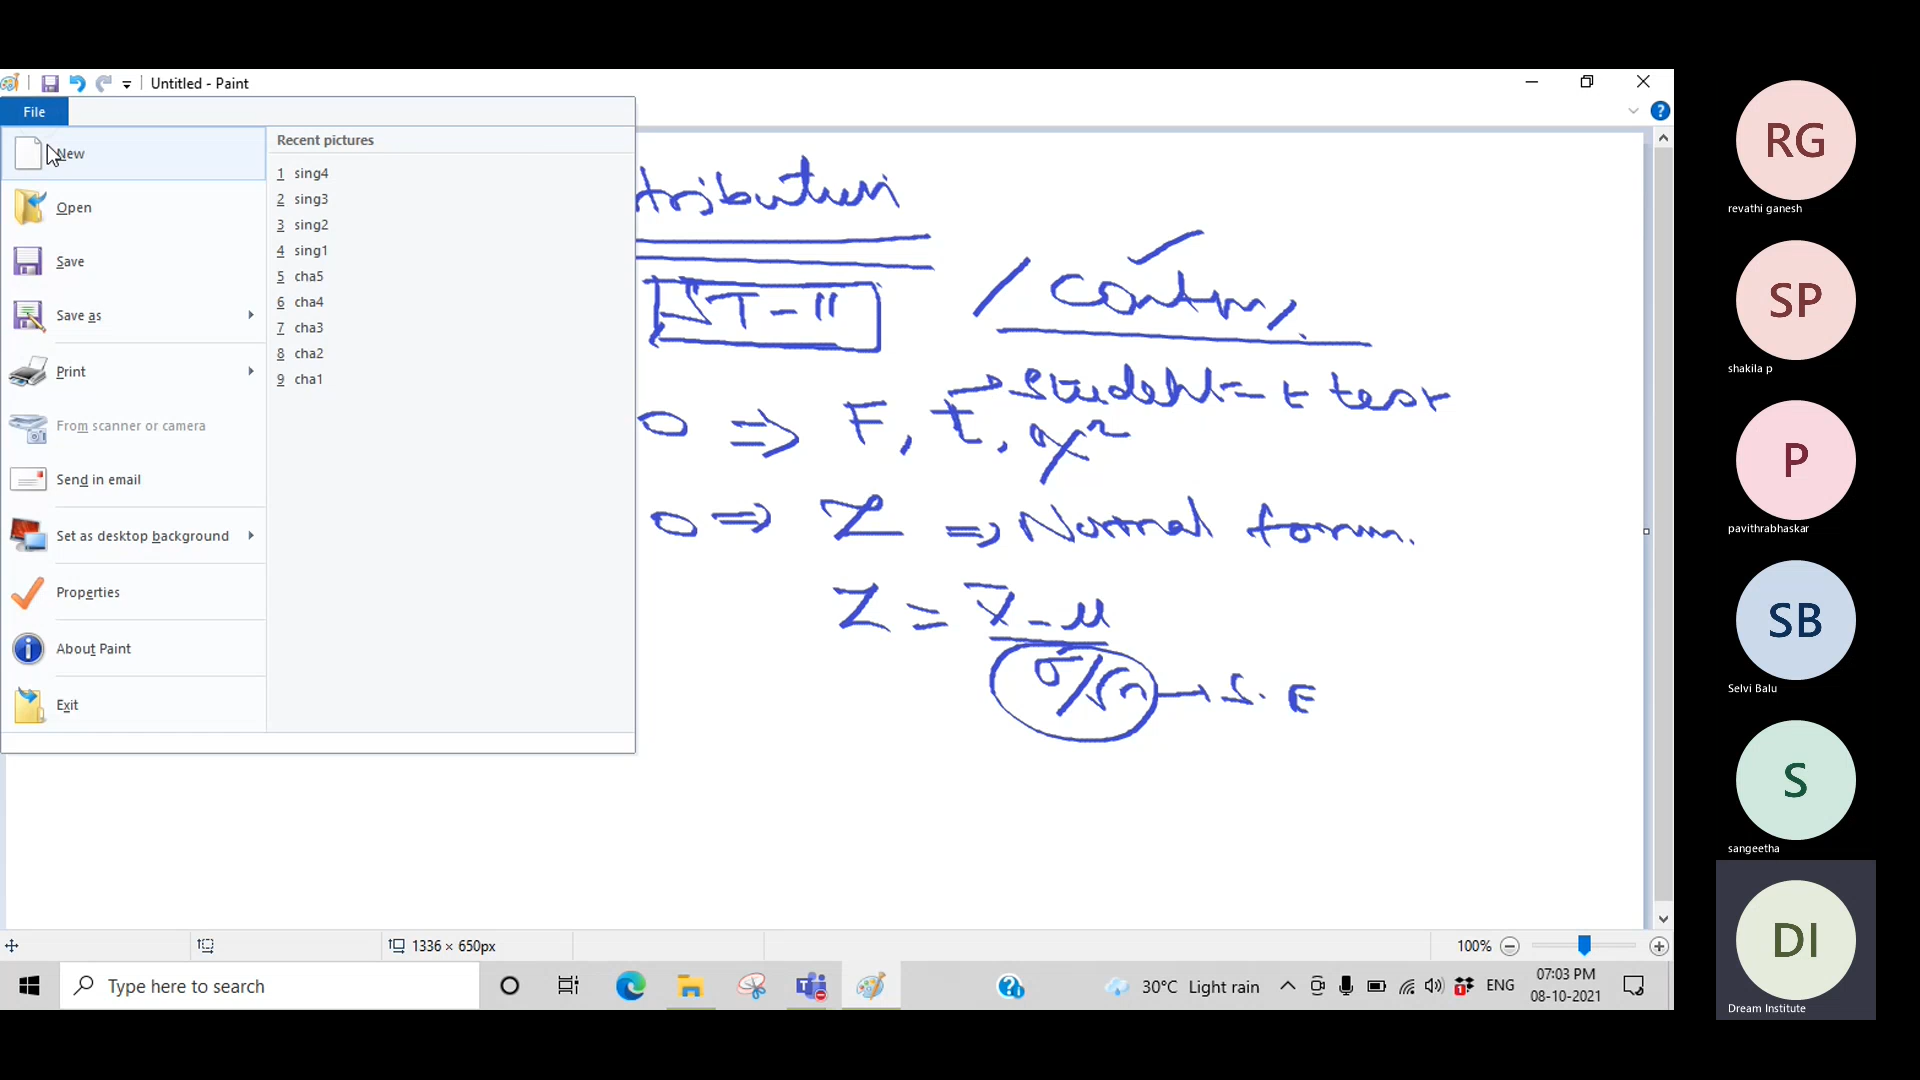 Untitled - Paint
File
New
Open
Save
Save as
Print
From scanner or camera
Send in email
Set as desktop background
Properties
About Paint
Exit
Recent pictures
1 sing4
2 sing3
3 sing2
4 sing1
5 cha5
6 cha4
7 cha3
8 cha2
9 cha1
tribution
ST-II
/ Contin/
→ Student - t test
0 ⇒ F, t, χ²
0 ⇒ Z ⇒ Normal form.
Z = x̄ - μ
σ/√n → S.E
1336 × 650px
100%
Type here to search
30°C Light rain
ENG
07:03 PM
08-10-2021
RG
revathi ganesh
SP
shakila p
P
pavithrabhaskar
SB
Selvi Balu
S
sangeetha
DI
Dream Institute